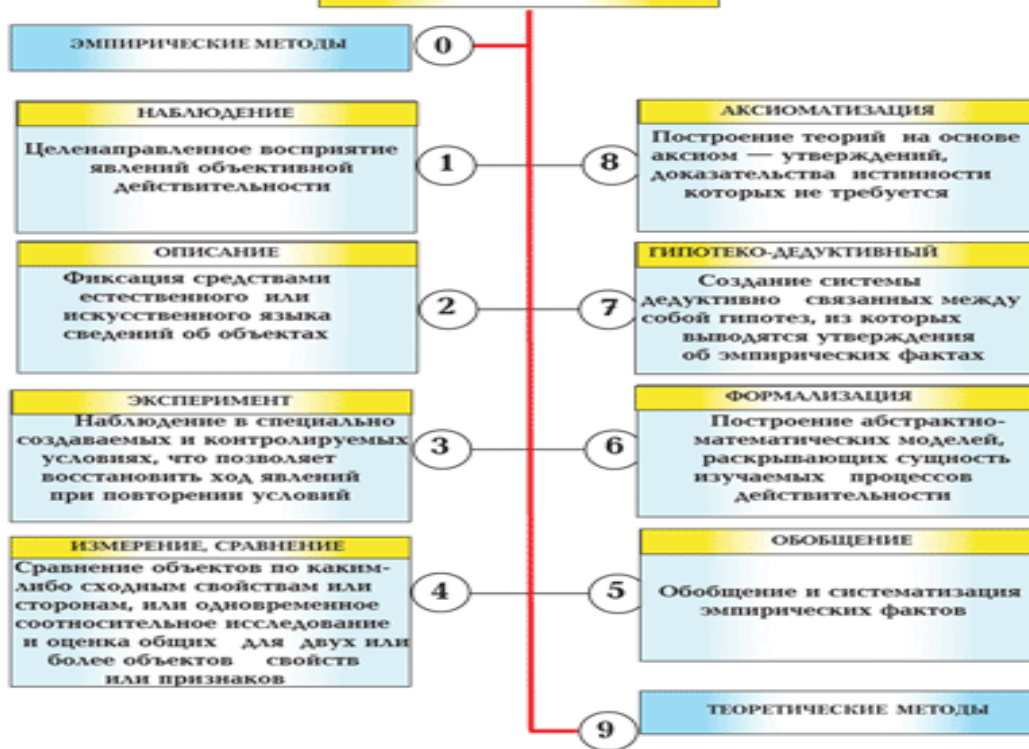 ЭМПИРИЧЕСКИЕ МЕТОДЫ
0
НАБЛЮДЕНИЕ
Целенаправленное восприятие
явлений объективной
действительности
1
ОПИСАНИЕ
Фиксация средствами
естественного или
искусственного языка
сведений об объектах
2
ЭКСПЕРИМЕНТ
Наблюдение в специально
создаваемых и контролируемых
условиях, что позволяет
восстановить ход явлений
при повторении условий
3
ИЗМЕРЕНИЕ, СРАВНЕНИЕ
Сравнение объектов по каким-
либо сходным свойствам или
сторонам, или одновременное
соотносительное исследование
и оценка общих для двух или
более объектов свойств
или признаков
4
8
АКСИОМАТИЗАЦИЯ
Построение теорий на основе
аксиом — утверждений,
доказательства истинности
которых не требуется
7
ГИПОТЕКО-ДЕДУКТИВНЫЙ
Создание системы
дедуктивно связанных между
собой гипотез, из которых
выводятся утверждения
об эмпирических фактах
6
ФОРМАЛИЗАЦИЯ
Построение абстрактно-
математических моделей,
раскрывающих сущность
изучаемых процессов
действительности
5
ОБОБЩЕНИЕ
Обобщение и систематизация
эмпирических фактов
9
ТЕОРЕТИЧЕСКИЕ МЕТОДЫ